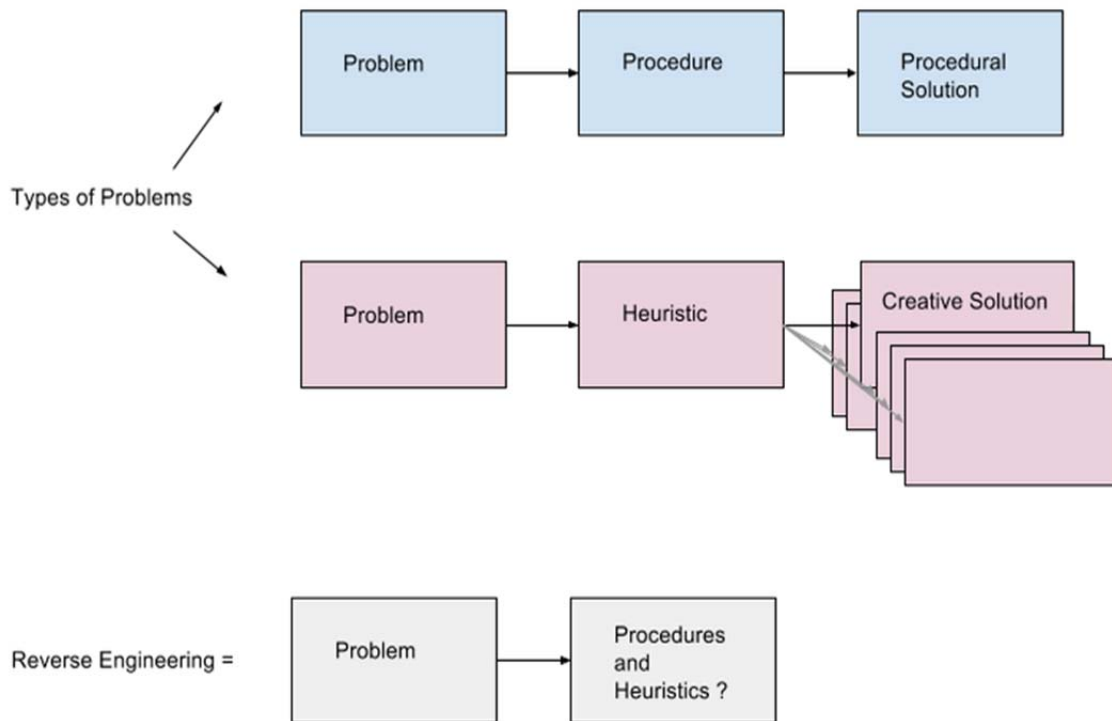 Problem
Procedure
Procedural
Solution
Types of Problems
Problem
Heuristic
Creative Solution
Reverse Engineering =
Problem
Procedures
and
Heuristics ?